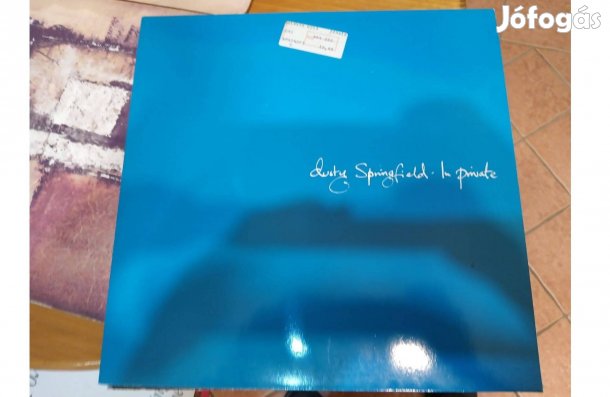 Jófogás
Dusty Springfield · In private